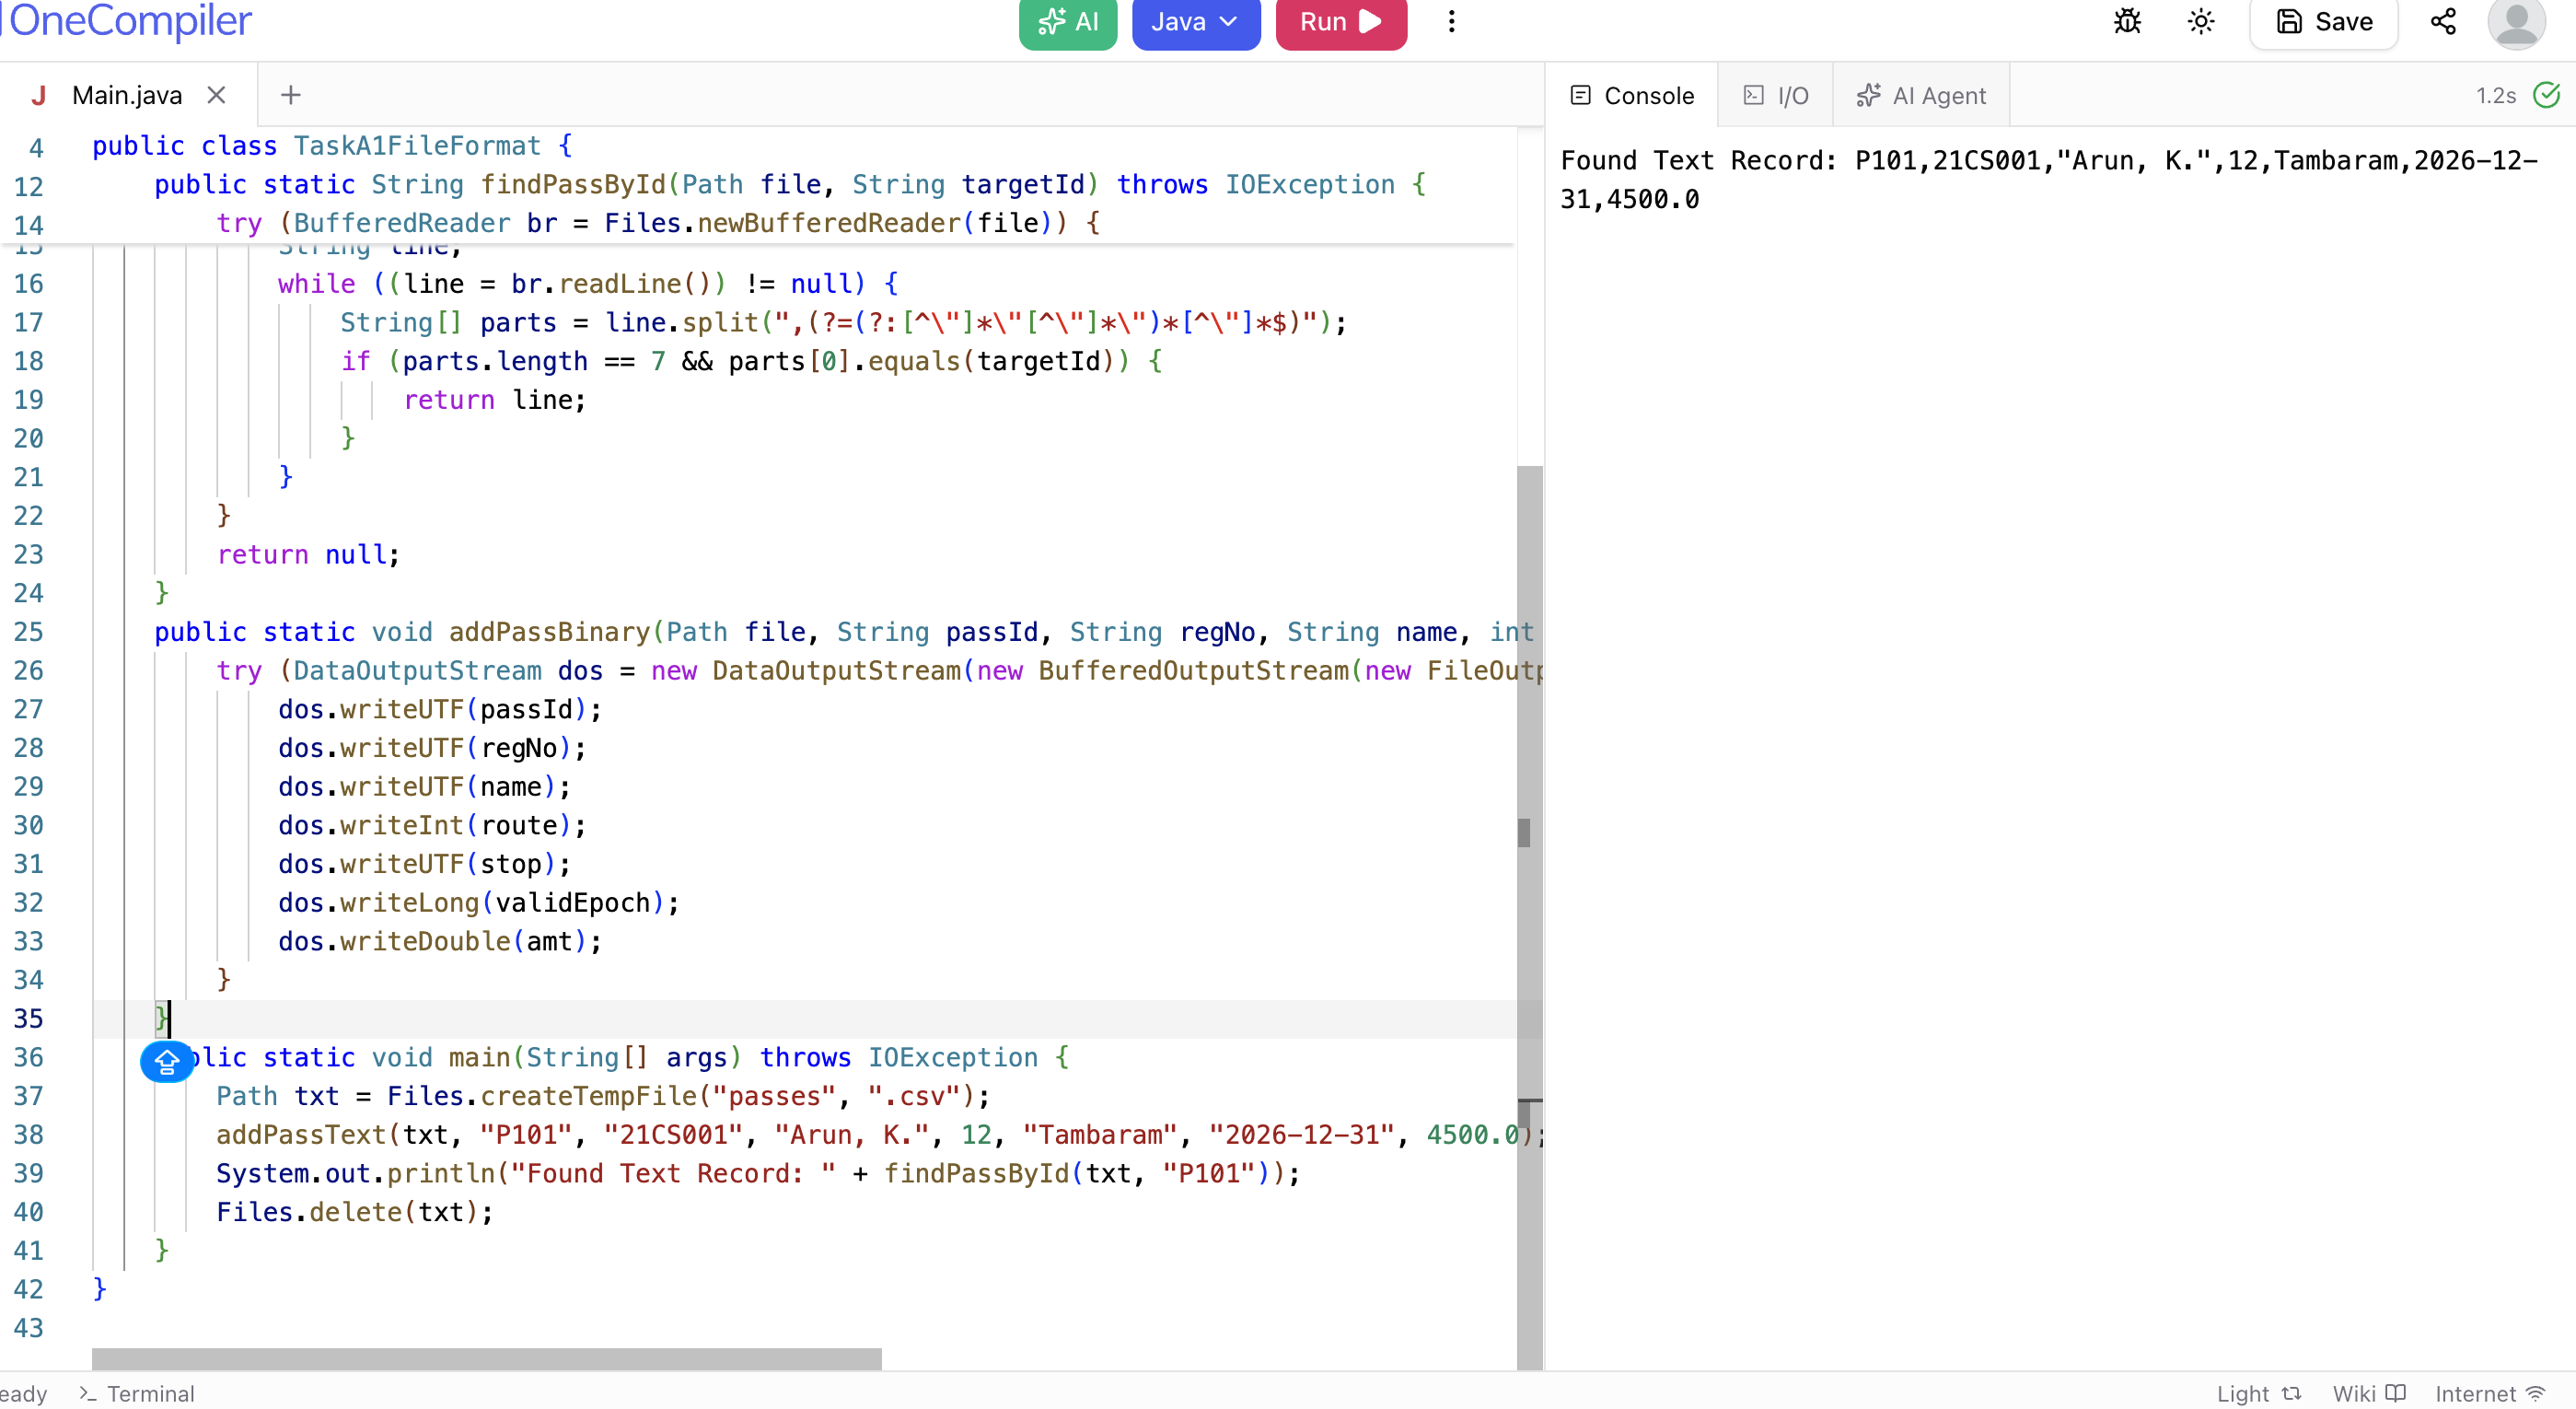 OneCompiler
AI
Java
Run
Save
J Main.java
Console
I/O
AI Agent
1.2s
4 public class TaskA1FileFormat {
12 public static String findPassById(Path file, String targetId) throws IOException {
14 try (BufferedReader br = Files.newBufferedReader(file)) {
15 String line;
16 while ((line = br.readLine()) != null) {
17 String[] parts = line.split(",(?=(?:[^\"]*\"[^\"]*\")*[^\"]*$)");
18 if (parts.length == 7 && parts[0].equals(targetId)) {
19 return line;
20 }
21 }
22 }
23 return null;
24 }
25 public static void addPassBinary(Path file, String passId, String regNo, String name, int
26 try (DataOutputStream dos = new DataOutputStream(new BufferedOutputStream(new FileOutp
27 dos.writeUTF(passId);
28 dos.writeUTF(regNo);
29 dos.writeUTF(name);
30 dos.writeInt(route);
31 dos.writeUTF(stop);
32 dos.writeLong(validEpoch);
33 dos.writeDouble(amt);
34 }
35 }
36 blic static void main(String[] args) throws IOException {
37 Path txt = Files.createTempFile("passes", ".csv");
38 addPassText(txt, "P101", "21CS001", "Arun, K.", 12, "Tambaram", "2026-12-31", 4500.0);
39 System.out.println("Found Text Record: " + findPassById(txt, "P101"));
40 Files.delete(txt);
41 }
42 }
43
Found Text Record: P101,21CS001,"Arun, K.",12,Tambaram,2026-12-
31,4500.0
eady
Terminal
Light
Wiki
Internet